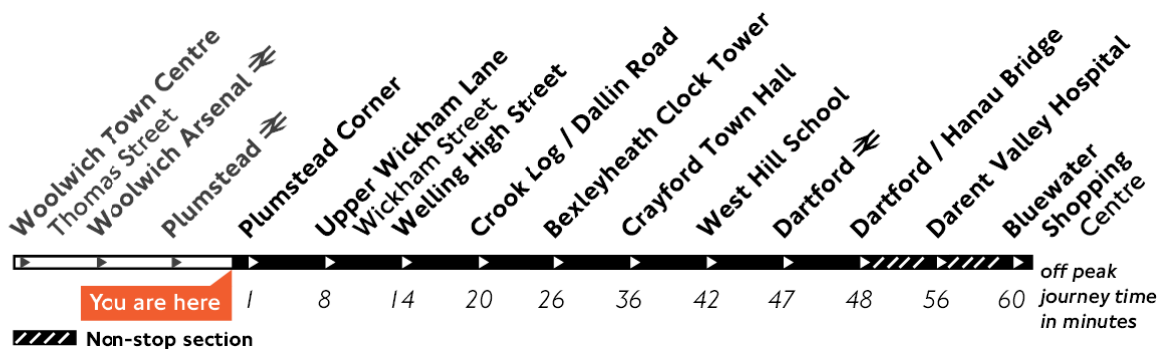 Woolwich Town Centre
Thomas Street
Woolwich Arsenal
Plumstead
Plumstead Corner
Upper Wickham Lane
Wickham Street
Welling High Street
Crook Log / Dallin Road
Bexleyheath Clock Tower
Crayford Town Hall
West Hill School
Dartford
Dartford / Hanau Bridge
Darent Valley Hospital
Bluewater
Shopping
Centre
You are here
1 8 14 20 26 36 42 47 48 56 60
off peak
journey time
in minutes
Non-stop section